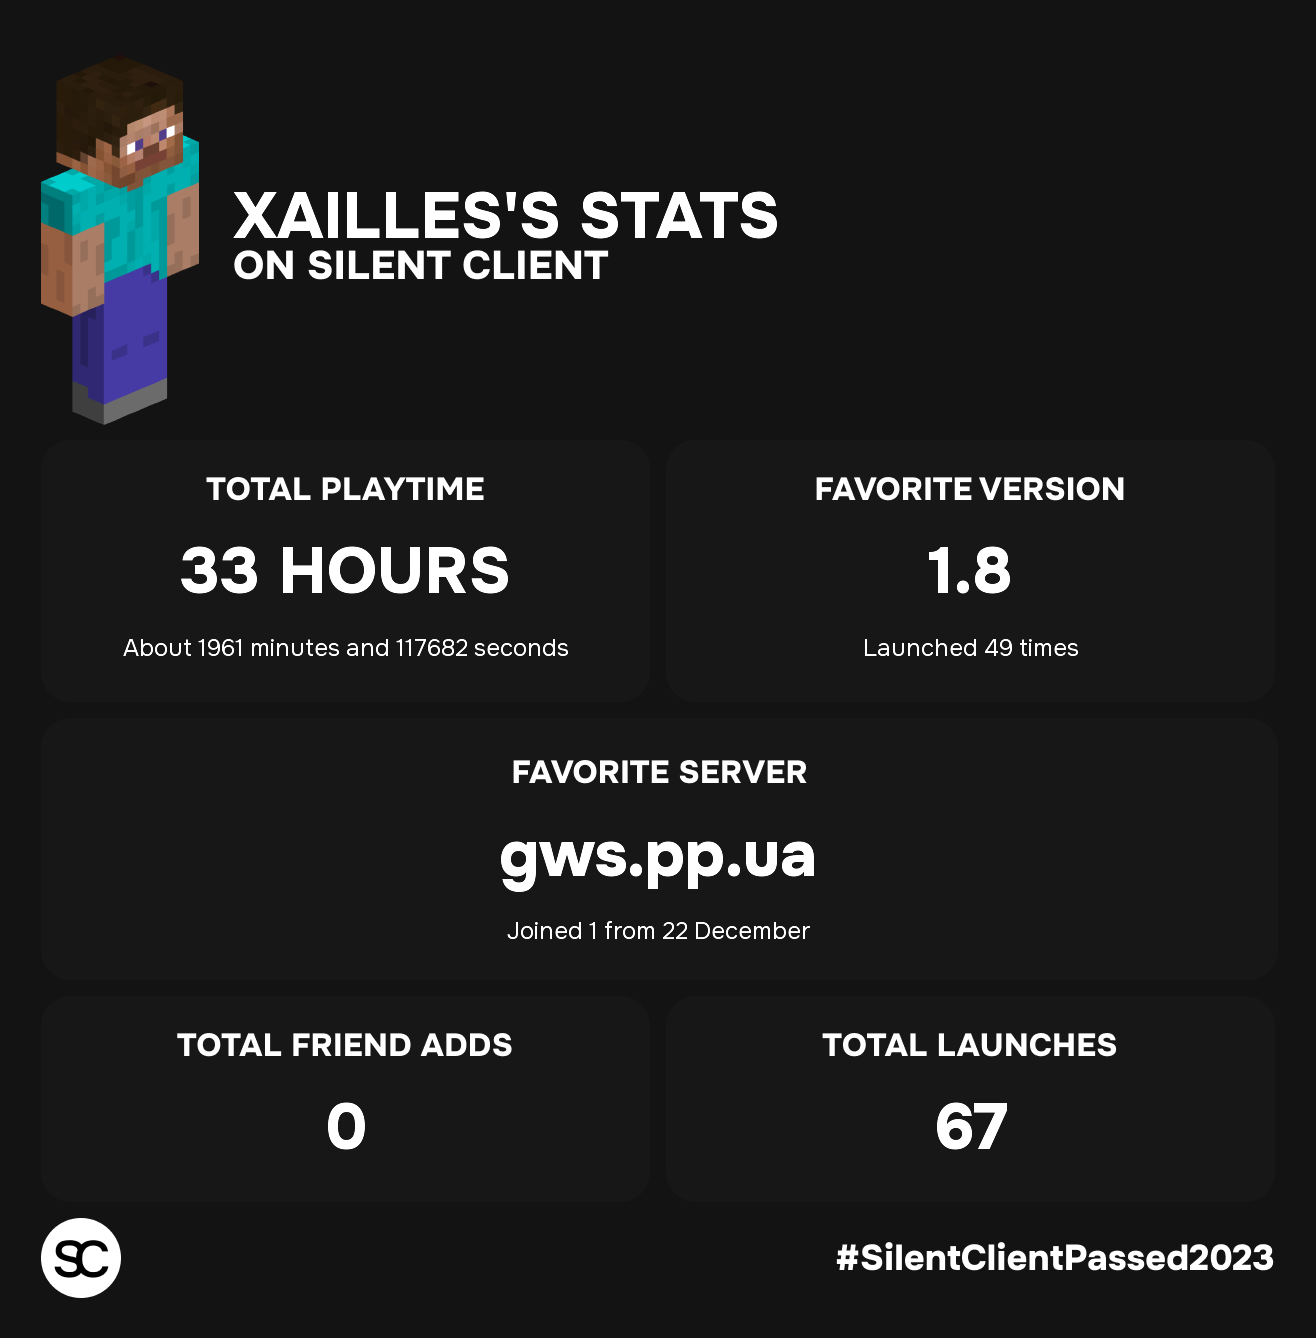 XAILLES'S STATS
ON SILENT CLIENT
TOTAL PLAYTIME
33 HOURS
About 1961 minutes and 117682 seconds
FAVORITE VERSION
1.8
Launched 49 times
FAVORITE SERVER
gws.pp.ua
Joined 1 from 22 December
TOTAL FRIEND ADDS
0
TOTAL LAUNCHES
67
SC
#SilentClientPassed2023